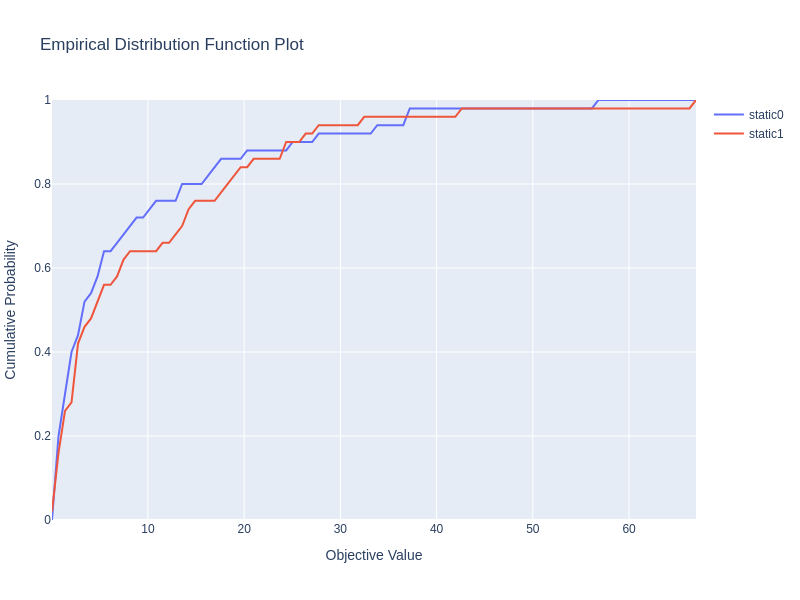 Empirical Distribution Function Plot
static0
static1
1
0.8
0.6
0.4
0.2
0
Cumulative Probability
10
20
30
40
50
60
Objective Value